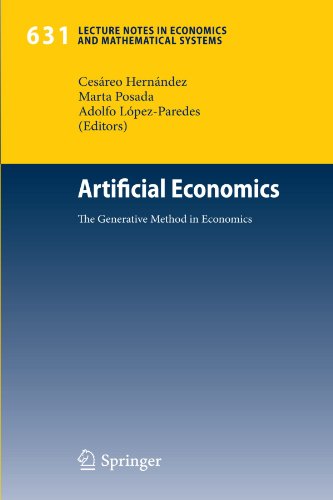 631
LECTURE NOTES IN ECONOMICS
AND MATHEMATICAL SYSTEMS
Cesáreo Hernández
Marta Posada
Adolfo López-Paredes
(Editors)
Artificial Economics
The Generative Method in Economics
Springer